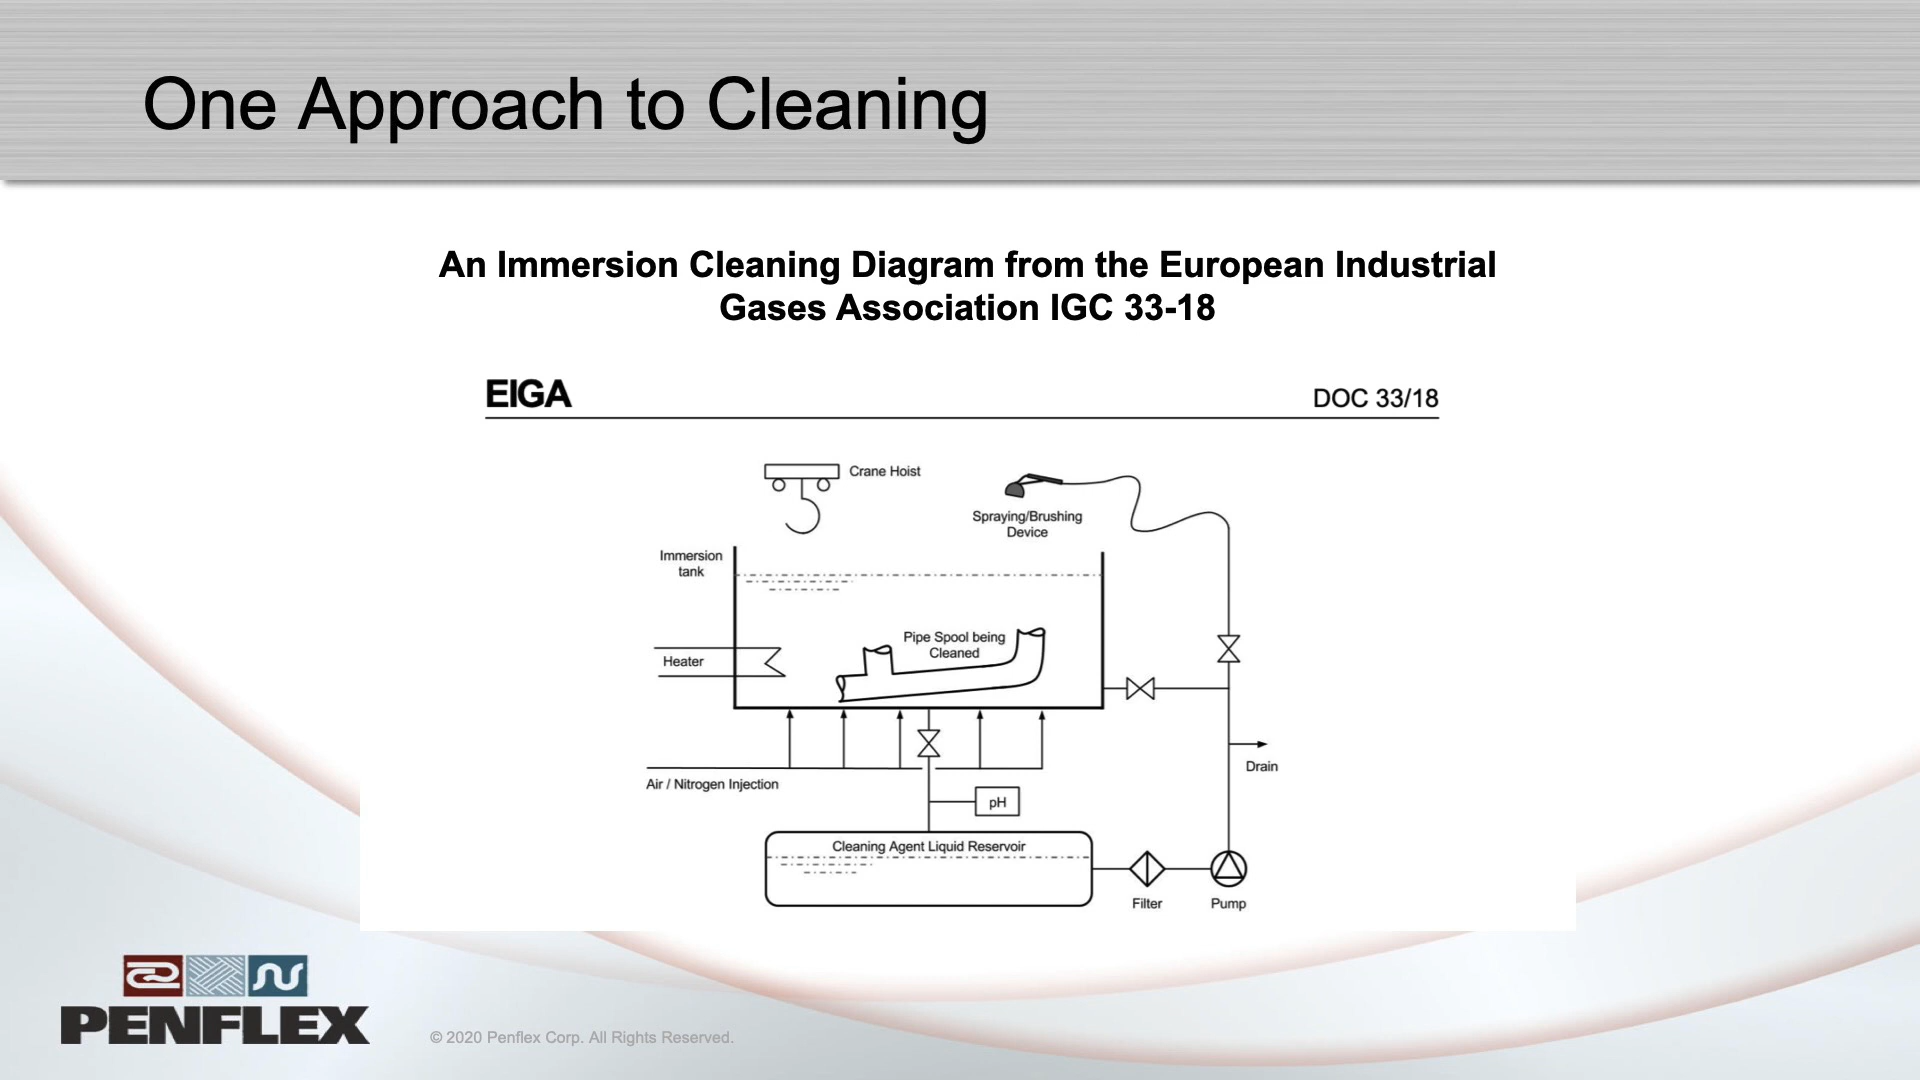 One Approach to Cleaning
An Immersion Cleaning Diagram from the European Industrial
Gases Association IGC 33-18
EIGA
DOC 33/18
Crane Hoist
Spraying/Brushing
Device
Immersion
tank
Pipe Spool being
Cleaned
Heater
Drain
Air / Nitrogen Injection
pH
Cleaning Agent Liquid Reservoir
Filter
Pump
PENFLEX
© 2020 Penflex Corp. All Rights Reserved.